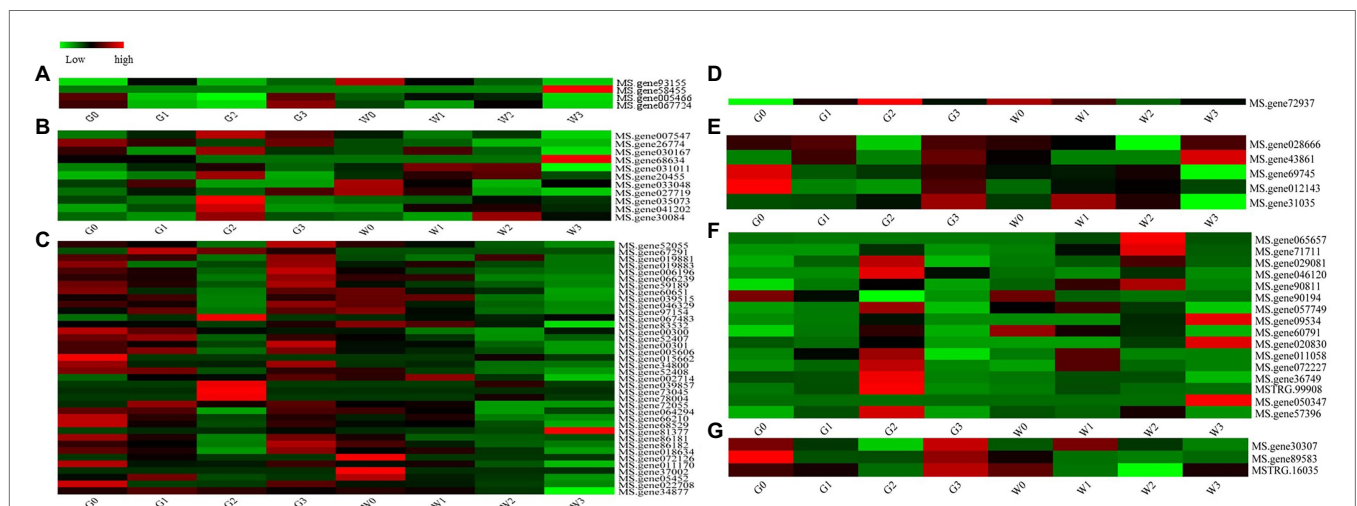 Low high
A
MS.gene93155
MS.gene58455
MS.gene005466
MS.gene067724
G0 G1 G2 G3 W0 W1 W2 W3
B
MS.gene007547
MS.gene26774
MS.gene030167
MS.gene68634
MS.gene031011
MS.gene20455
MS.gene033048
MS.gene027719
MS.gene035073
MS.gene041202
MS.gene30084
G0 G1 G2 G3 W0 W1 W2 W3
C
MS.gene52055
MS.gene67291
MS.gene019881
MS.gene019883
MS.gene006196
MS.gene066239
MS.gene59189
MS.gene60651
MS.gene039515
MS.gene046329
MS.gene97154
MS.gene067483
MS.gene83532
MS.gene00300
MS.gene52407
MS.gene00301
MS.gene005606
MS.gene015662
MS.gene34800
MS.gene52408
MS.gene002714
MS.gene039857
MS.gene73045
MS.gene78004
MS.gene72055
MS.gene064294
MS.gene66210
MS.gene68529
MS.gene81377
MS.gene86181
MS.gene86182
MS.gene018634
MS.gene072126
MS.gene011170
MS.gene37002
MS.gene05452
MS.gene022708
MS.gene34877
G0 G1 G2 G3 W0 W1 W2 W3
D
MS.gene72937
G0 G1 G2 G3 W0 W1 W2 W3
E
MS.gene028666
MS.gene43861
MS.gene69745
MS.gene012143
MS.gene31035
G0 G1 G2 G3 W0 W1 W2 W3
F
MS.gene065657
MS.gene71711
MS.gene029081
MS.gene046120
MS.gene90811
MS.gene90194
MS.gene057749
MS.gene09534
MS.gene60791
MS.gene020830
MS.gene011058
MS.gene072227
MS.gene36749
MSTRG.99908
MS.gene050347
MS.gene57396
G0 G1 G2 G3 W0 W1 W2 W3
G
MS.gene30307
MS.gene89583
MSTRG.16035
G0 G1 G2 G3 W0 W1 W2 W3